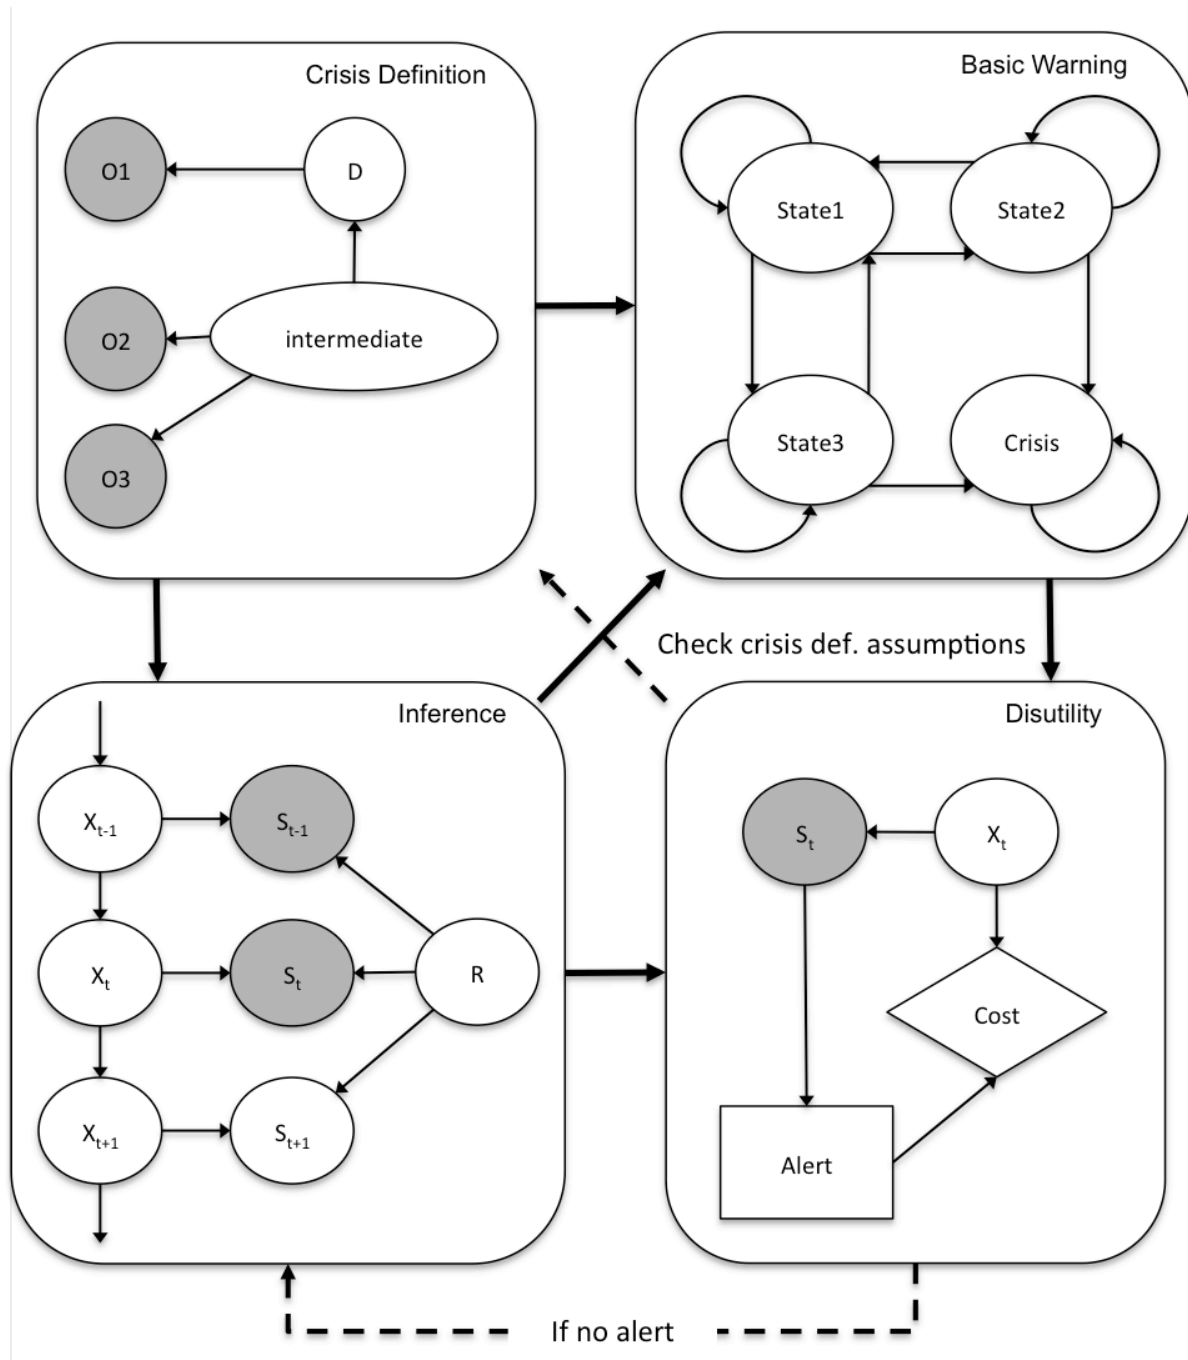 Crisis Definition
O1
D
O2
intermediate
O3
Basic Warning
State1
State2
State3
Crisis
Check crisis def. assumptions
Inference
Xt-1
St-1
Xt
St
R
Xt+1
St+1
Disutility
St
Xt
Cost
Alert
If no alert